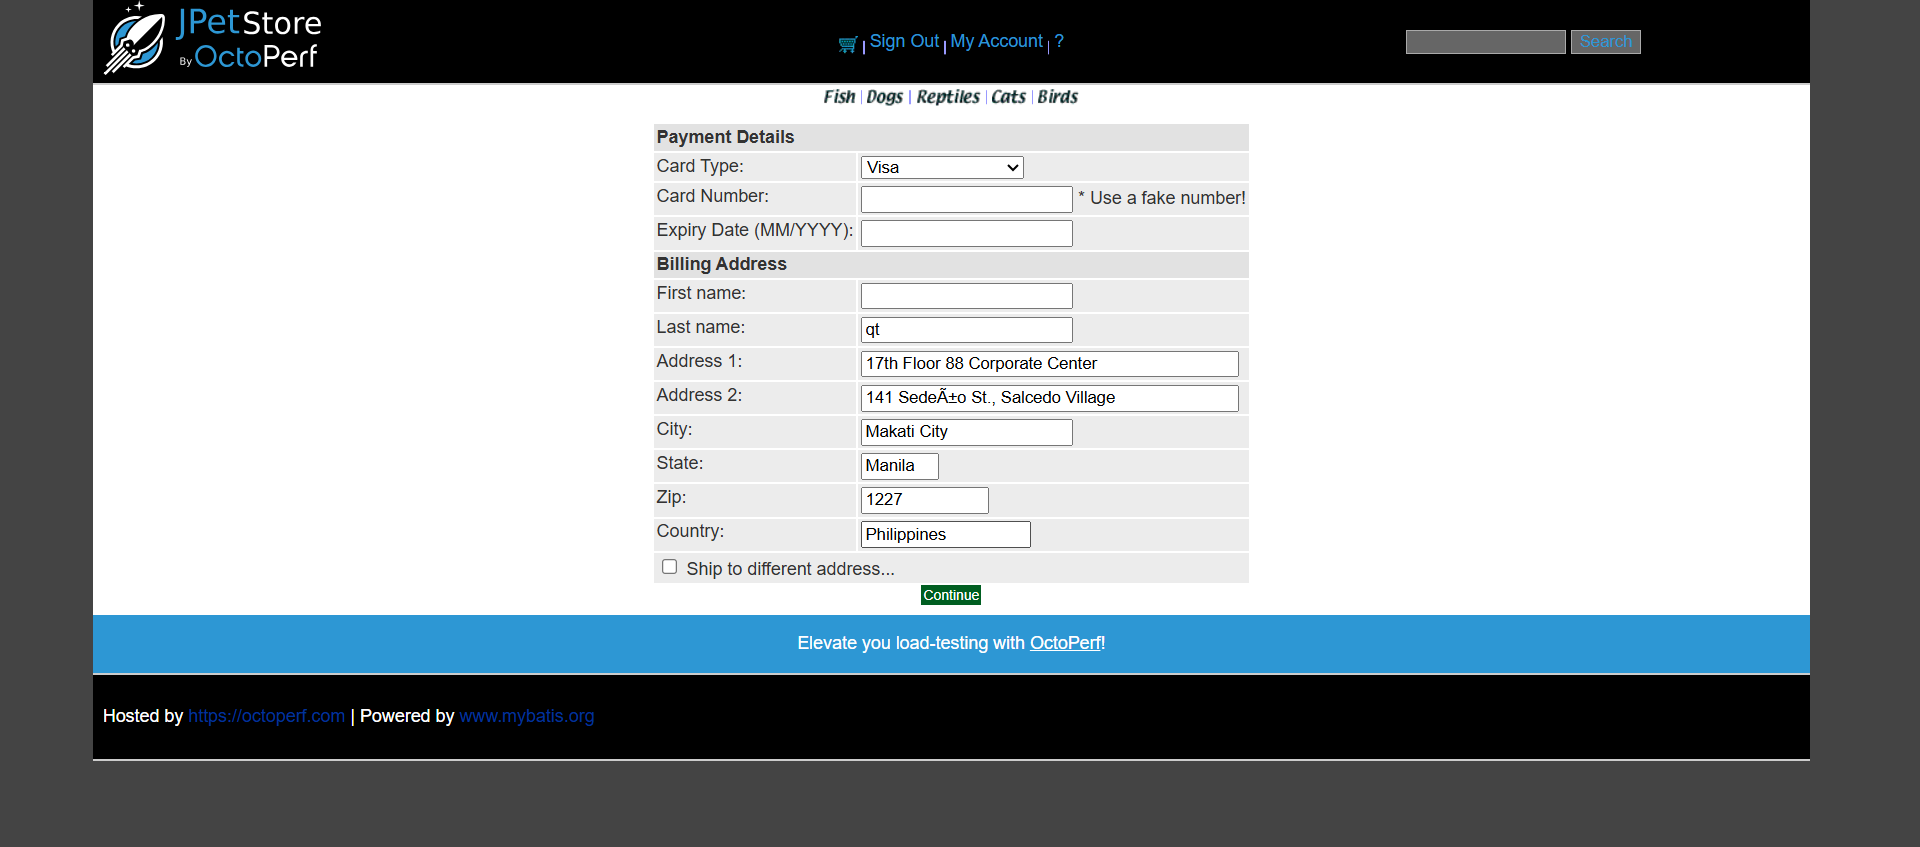 JPetStore
By OctoPerf
| Sign Out | My Account | ?
Search
Fish | Dogs | Reptiles | Cats | Birds
Payment Details
Card Type: Visa
Card Number: * Use a fake number!
Expiry Date (MM/YYYY):
Billing Address
First name:
Last name: qt
Address 1: 17th Floor 88 Corporate Center
Address 2: 141 SedeÃ±o St., Salcedo Village
City: Makati City
State: Manila
Zip: 1227
Country: Philippines
Ship to different address...
Continue
Elevate you load-testing with OctoPerf!
Hosted by https://octoperf.com | Powered by www.mybatis.org